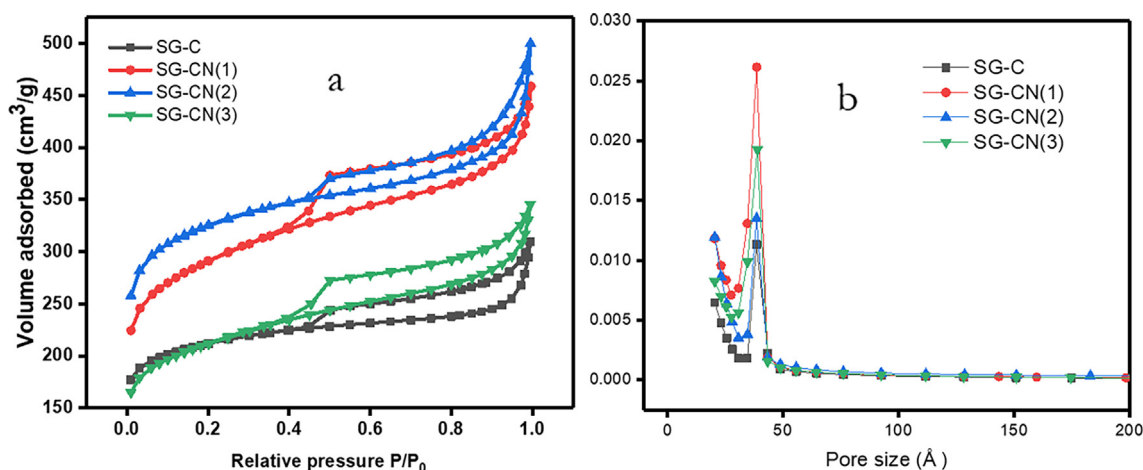 SG-C
SG-CN(1)
SG-CN(2)
SG-CN(3)
a
Volume adsorbed (cm³/g)
500
450
400
350
300
250
200
150
0.0 0.2 0.4 0.6 0.8 1.0
Relative pressure P/P₀
b
SG-C
SG-CN(1)
SG-CN(2)
SG-CN(3)
0.030
0.025
0.020
0.015
0.010
0.005
0.000
0 50 100 150 200
Pore size (Å)